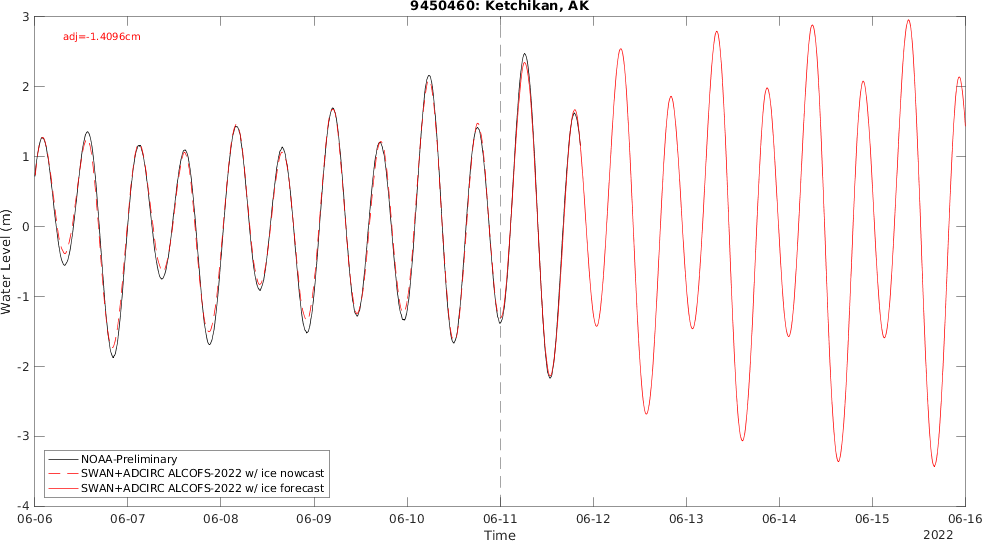 9450460: Ketchikan, AK
adj=-1.4096cm
3
2
1
0
-1
-2
-3
-4
Water Level (m)
NOAA-Preliminary
SWAN+ADCIRC ALCOFS-2022 w/ ice nowcast
SWAN+ADCIRC ALCOFS-2022 w/ ice forecast
06-06 06-07 06-08 06-09 06-10 06-11 06-12 06-13 06-14 06-15 06-16
Time
2022